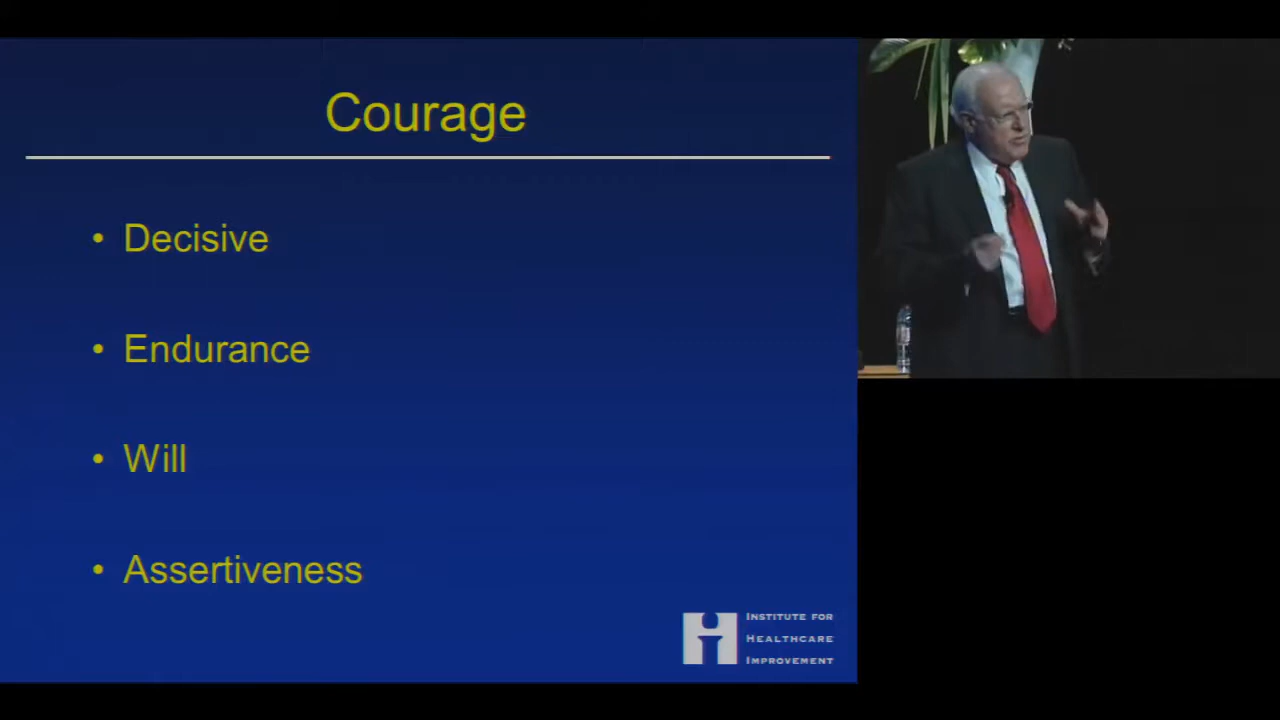 Courage
• Decisive
• Endurance
• Will
• Assertiveness
INSTITUTE FOR
HEALTHCARE
IMPROVEMENT